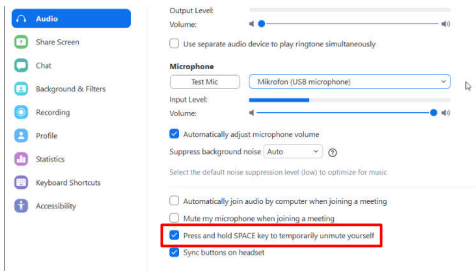 Audio
Share Screen
Chat
Background & Filters
Recording
Profile
Statistics
Keyboard Shortcuts
Accessibility
Output Level:
Volume:
Use separate audio device to play ringtone simultaneously
Microphone
Test Mic
Mikrofon (USB microphone)
Input Level:
Volume:
Automatically adjust microphone volume
Suppress background noise Auto
Select the default noise suppression level (low) to optimize for music
Automatically join audio by computer when joining a meeting
Mute my microphone when joining a meeting
Press and hold SPACE key to temporarily unmute yourself
Sync buttons on headset